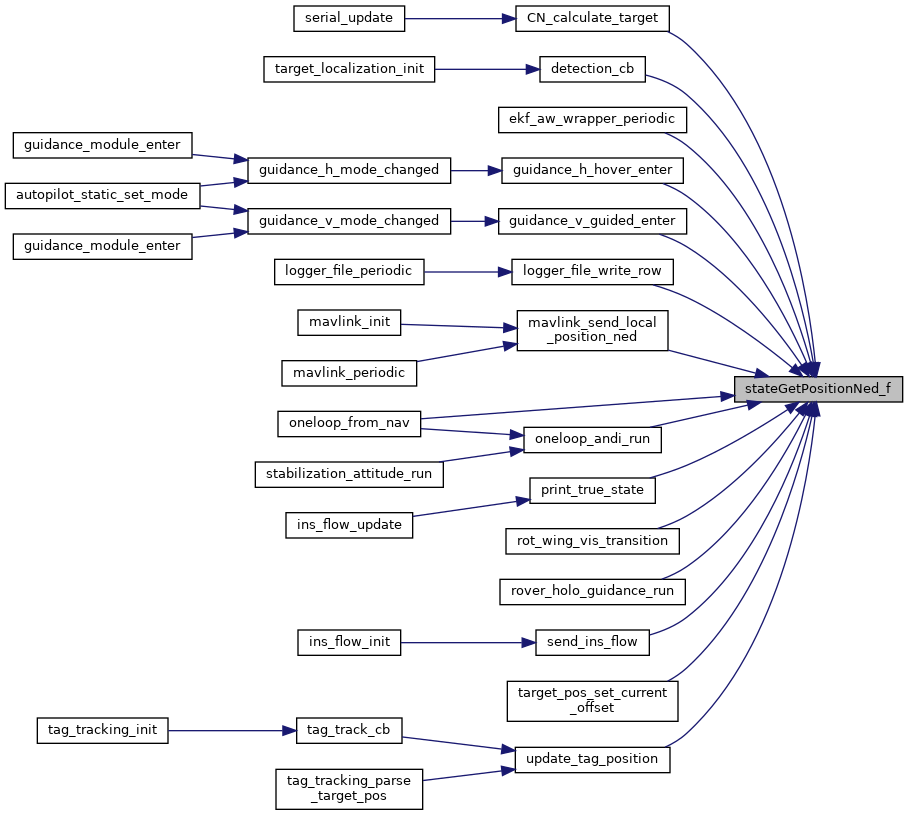 serial_update
CN_calculate_target
target_localization_init
detection_cb
ekf_aw_wrapper_periodic
guidance_module_enter
guidance_h_mode_changed
guidance_h_hover_enter
autopilot_static_set_mode
guidance_v_mode_changed
guidance_v_guided_enter
guidance_module_enter
logger_file_periodic
logger_file_write_row
mavlink_init
mavlink_send_local
_position_ned
mavlink_periodic
stateGetPositionNed_f
oneloop_from_nav
oneloop_andi_run
stabilization_attitude_run
print_true_state
ins_flow_update
rot_wing_vis_transition
rover_holo_guidance_run
ins_flow_init
send_ins_flow
target_pos_set_current
_offset
tag_tracking_init
tag_track_cb
update_tag_position
tag_tracking_parse
_target_pos